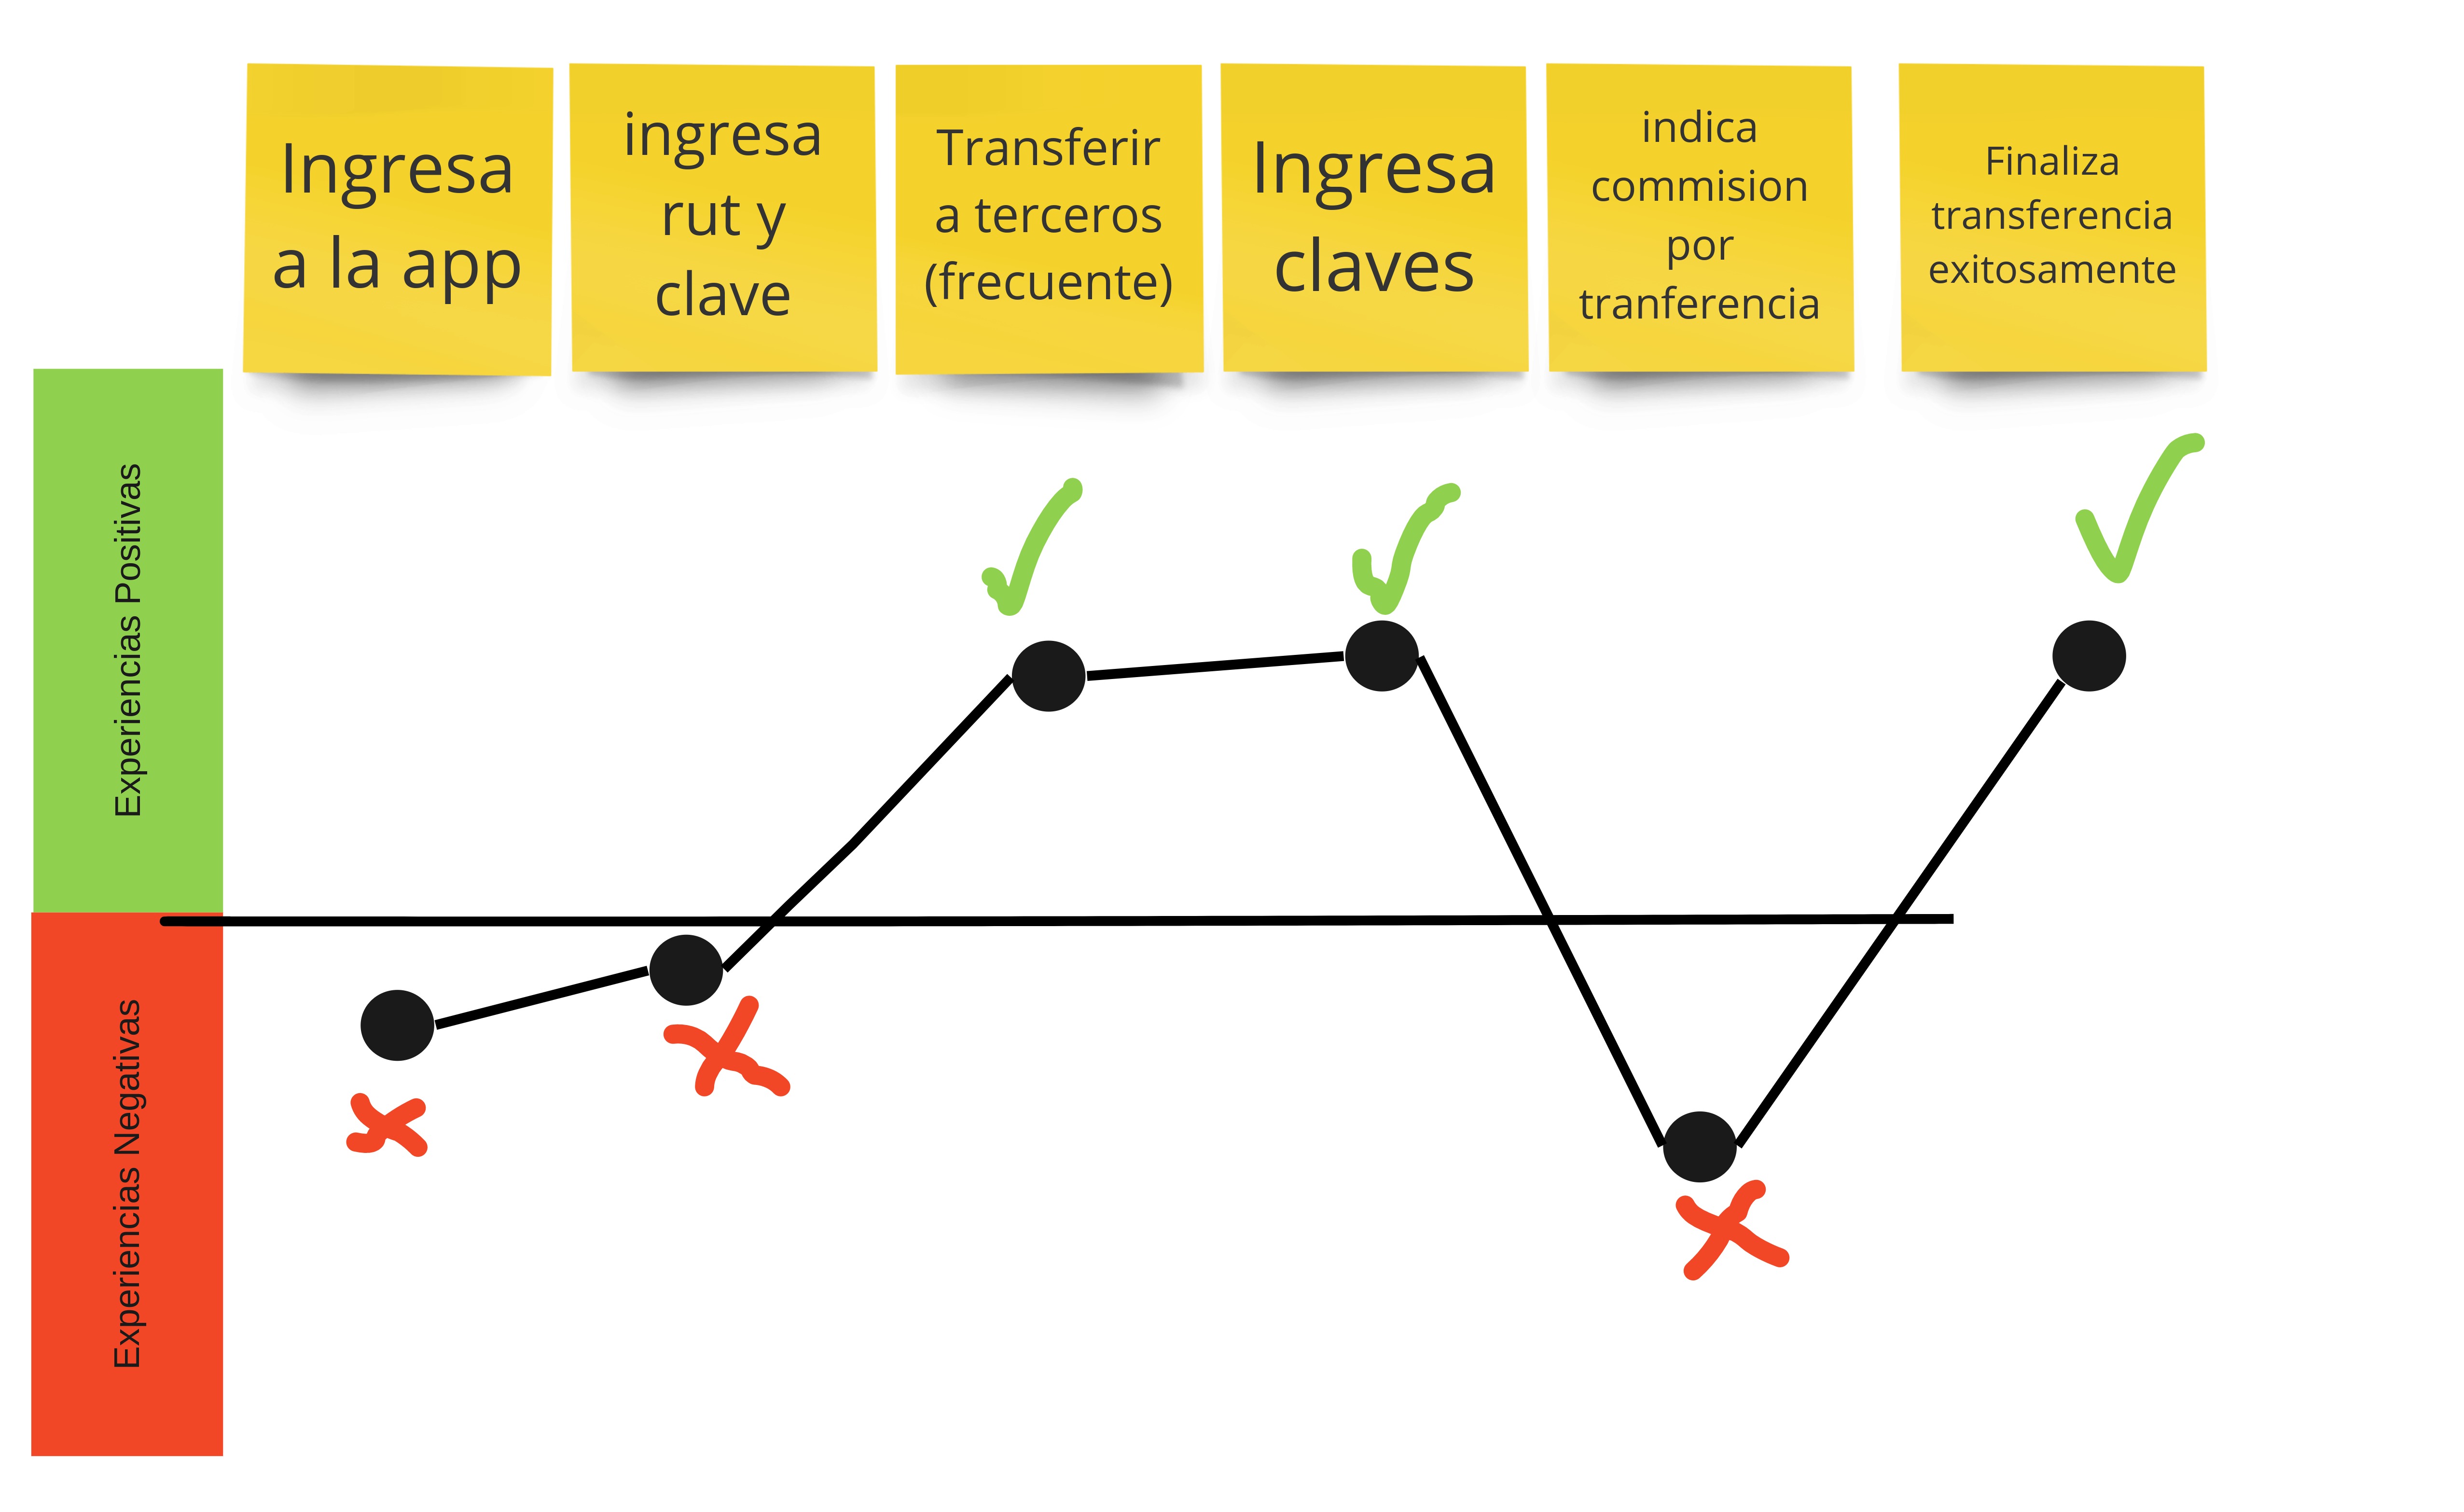 Ingresa
a la app
ingresa
rut y
clave
Transferir
a terceros
(frecuente)
Ingresa
claves
indica
commision
por
tranferencia
Finaliza
transferencia
exitosamente
Experiencias Positivas
Experiencias Negativas